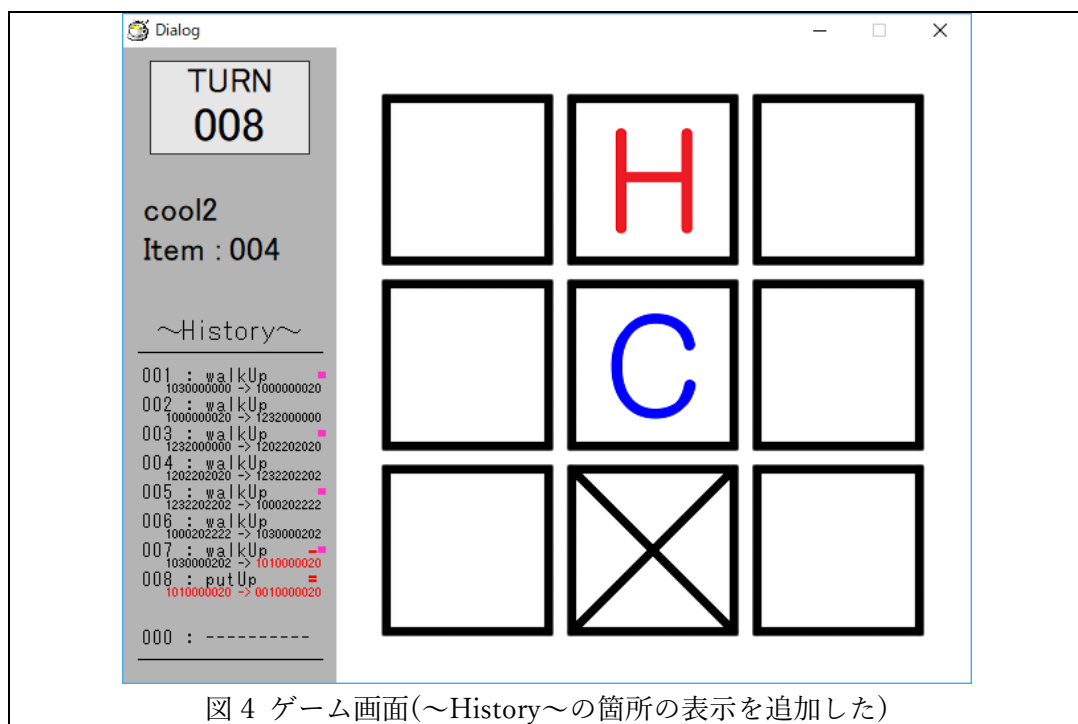 Dialog
TURN
008
cool2
Item : 004
～History～
001 : walkUp
1030000000 -> 1000000020
002 : walkUp
1000000020 -> 1232000000
003 : walkUp
1232000000 -> 1202202020
004 : walkUp
1202202020 -> 1232202202
005 : walkUp
1232202202 -> 1000202222
006 : walkUp
1000202222 -> 1030000202
007 : walkUp -
1030000202 -> 1010000020
008 : putUp =
1010000020 -> 0010000020
000 : ----------
H
C
図 4 ゲーム画面(～History～の箇所の表示を追加した)